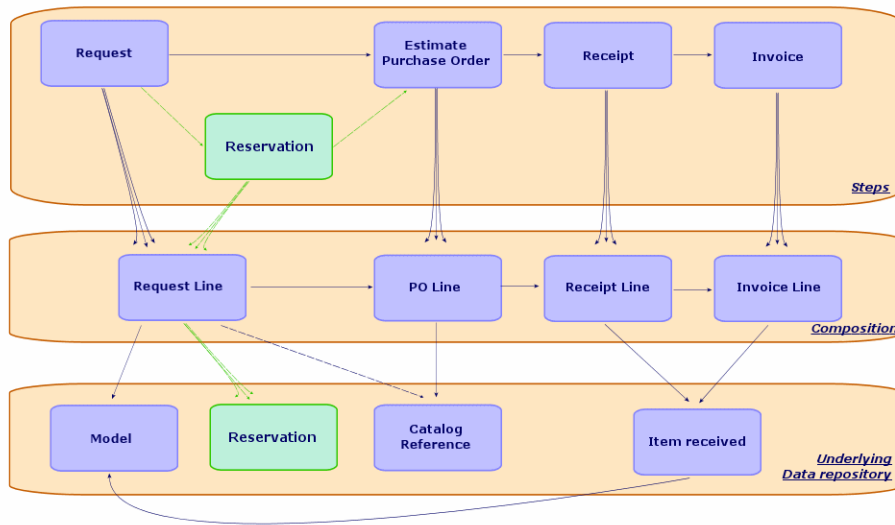 Request
Estimate
Purchase Order
Receipt
Invoice
Reservation
Steps
Request Line
PO Line
Receipt Line
Invoice Line
Composition
Model
Reservation
Catalog
Reference
Item received
Underlying
Data repository